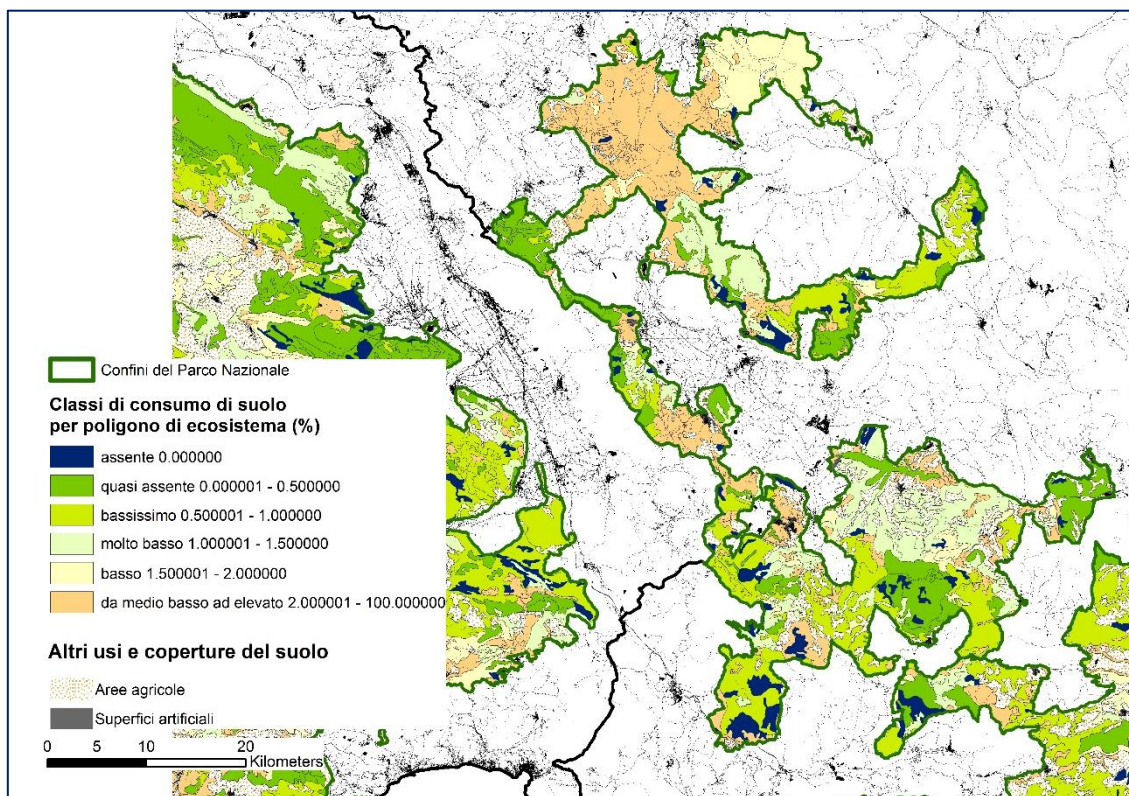 Confini del Parco Nazionale
Classi di consumo di suolo
per poligono di ecosistema (%)
assente 0.000000
quasi assente 0.000001 - 0.500000
bassissimo 0.500001 - 1.000000
molto basso 1.000001 - 1.500000
basso 1.500001 - 2.000000
da medio basso ad elevato 2.000001 - 100.000000
Altri usi e coperture del suolo
Aree agricole
Superfici artificiali
0 5 10 20
Kilometers